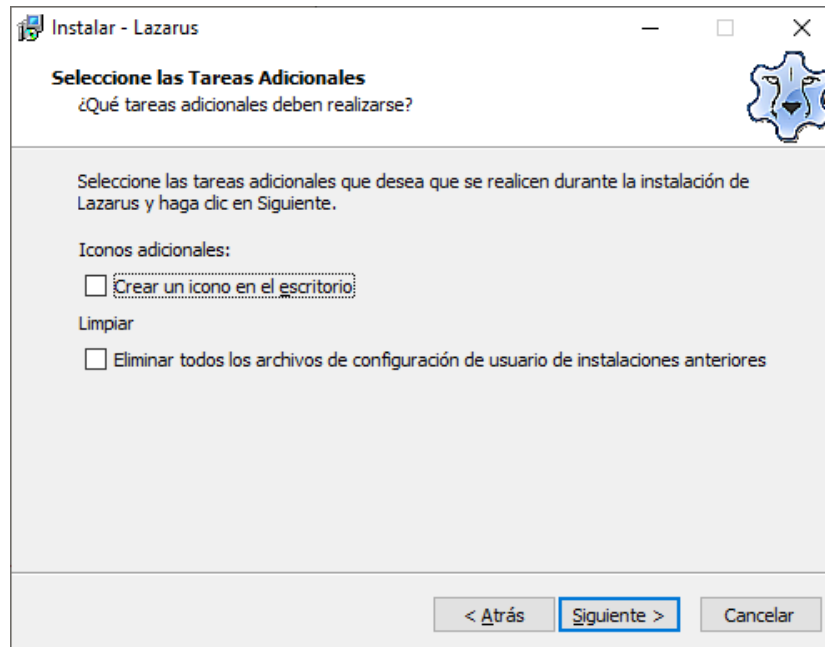 Instalar - Lazarus
Seleccione las Tareas Adicionales
¿Qué tareas adicionales deben realizarse?
Seleccione las tareas adicionales que desea que se realicen durante la instalación de
Lazarus y haga clic en Siguiente.
Iconos adicionales:
Crear un icono en el escritorio
Limpiar
Eliminar todos los archivos de configuración de usuario de instalaciones anteriores
< Atrás Siguiente > Cancelar